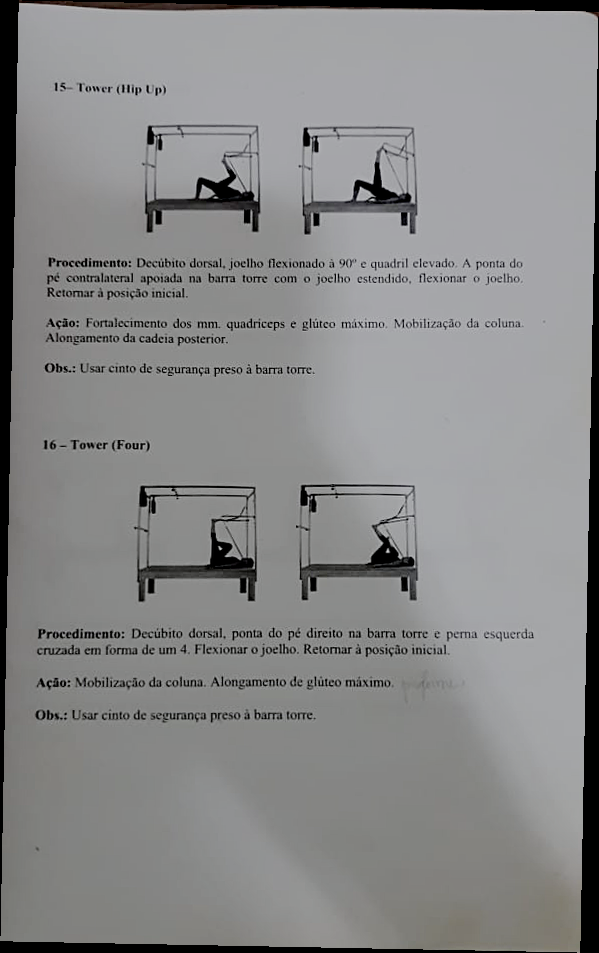 15– Tower (Hip Up)
Procedimento: Decúbito dorsal, joelho flexionado à 90º e quadril elevado. A ponta do
pé contralateral apoiada na barra torre com o joelho estendido, flexionar o joelho.
Retornar à posição inicial.
Ação: Fortalecimento dos mm. quadríceps e glúteo máximo. Mobilização da coluna.
Alongamento da cadeia posterior.
Obs.: Usar cinto de segurança preso à barra torre.
16 – Tower (Four)
Procedimento: Decúbito dorsal, ponta do pé direito na barra torre e perna esquerda
cruzada em forma de um 4. Flexionar o joelho. Retornar à posição inicial.
Ação: Mobilização da coluna. Alongamento de glúteo máximo.
Obs.: Usar cinto de segurança preso à barra torre.